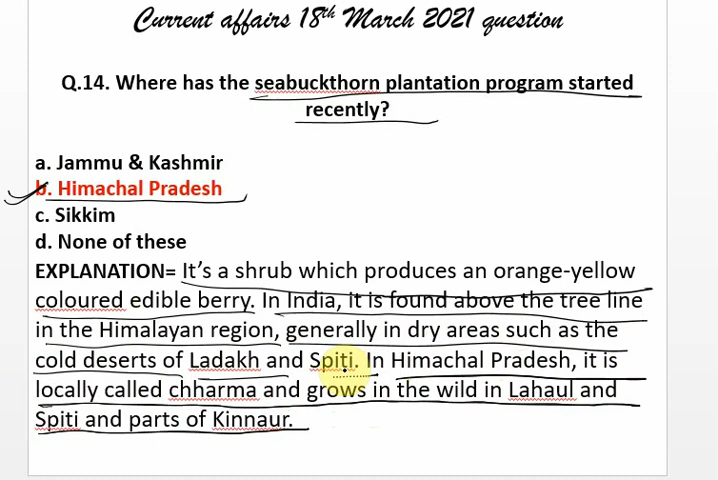 Current affairs 18th March 2021 question
Q.14. Where has the seabuckthorn plantation program started
recently?
a. Jammu & Kashmir
b. Himachal Pradesh
c. Sikkim
d. None of these
EXPLANATION= It's a shrub which produces an orange-yellow
coloured edible berry. In India, it is found above the tree line
in the Himalayan region, generally in dry areas such as the
cold deserts of Ladakh and Spiti. In Himachal Pradesh, it is
locally called chharma and grows in the wild in Lahaul and
Spiti and parts of Kinnaur.